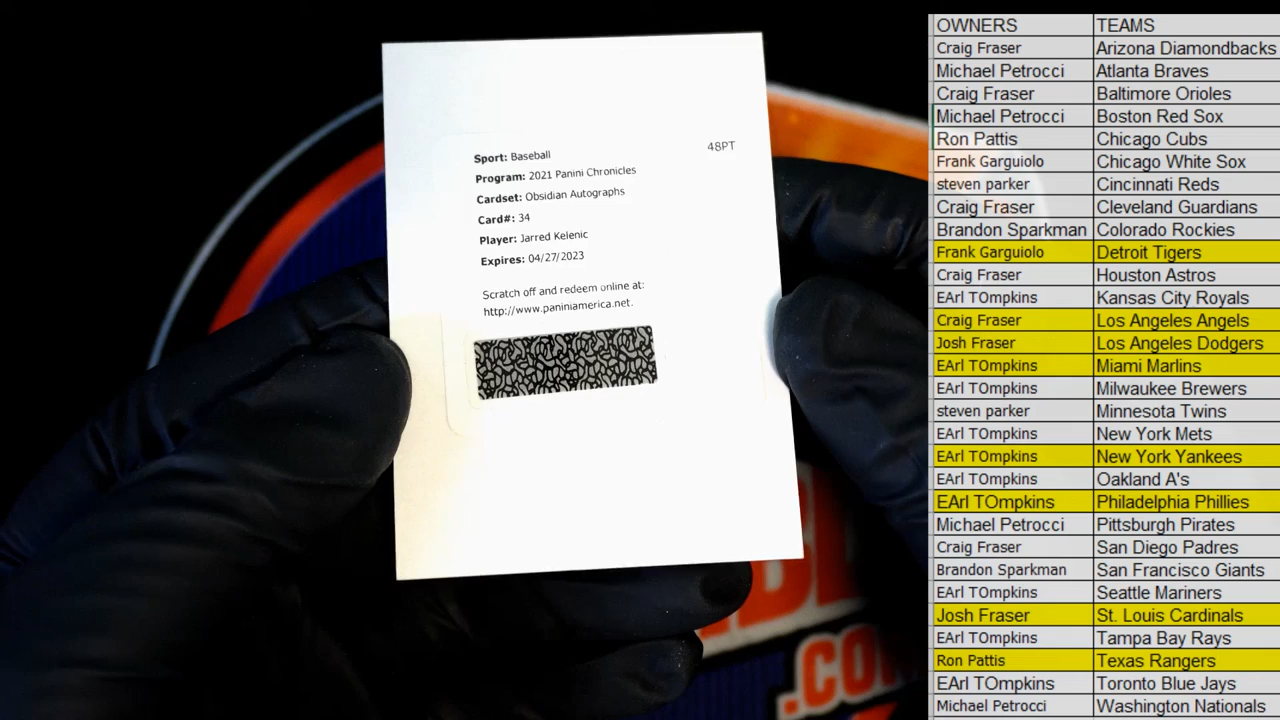 Sport: Baseball
48PT
Program: 2021 Panini Chronicles
Cardset: Obsidian Autographs
Card#: 34
Player: Jarred Kelenic
Expires: 04/27/2023
Scratch off and redeem online at:
http://www.paniniamerica.net.
.CO
OWNERS TEAMS
Craig Fraser Arizona Diamondbacks
Michael Petrocci Atlanta Braves
Craig Fraser Baltimore Orioles
Michael Petrocci Boston Red Sox
Ron Pattis Chicago Cubs
Frank Garguiolo Chicago White Sox
steven parker Cincinnati Reds
Craig Fraser Cleveland Guardians
Brandon Sparkman Colorado Rockies
Frank Garguiolo Detroit Tigers
Craig Fraser Houston Astros
EArl TOmpkins Kansas City Royals
Craig Fraser Los Angeles Angels
Josh Fraser Los Angeles Dodgers
EArl TOmpkins Miami Marlins
EArl TOmpkins Milwaukee Brewers
steven parker Minnesota Twins
EArl TOmpkins New York Mets
EArl TOmpkins New York Yankees
EArl TOmpkins Oakland A's
EArl TOmpkins Philadelphia Phillies
Michael Petrocci Pittsburgh Pirates
Craig Fraser San Diego Padres
Brandon Sparkman San Francisco Giants
EArl TOmpkins Seattle Mariners
Josh Fraser St. Louis Cardinals
EArl TOmpkins Tampa Bay Rays
Ron Pattis Texas Rangers
EArl TOmpkins Toronto Blue Jays
Michael Petrocci Washington Nationals